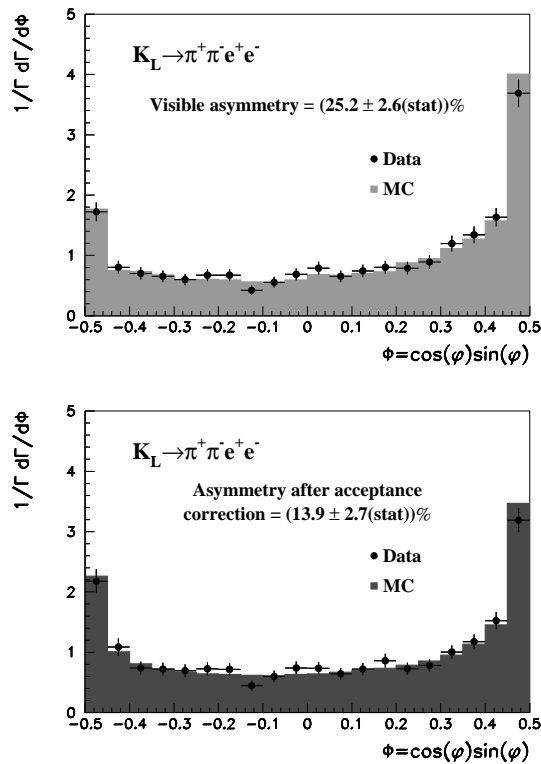 1/Γ dΓ/dΦ
5
4
3
2
1
0
K_L→π⁺π⁻e⁺e⁻
Visible asymmetry = (25.2 ± 2.6(stat))%
Data
MC
-0.5 -0.4 -0.3 -0.2 -0.1 0 0.1 0.2 0.3 0.4 0.5
Φ=cos(φ)sin(φ)
1/Γ dΓ/dΦ
5
4
3
2
1
0
K_L→π⁺π⁻e⁺e⁻
Asymmetry after acceptance
correction = (13.9 ± 2.7(stat))%
Data
MC
-0.5 -0.4 -0.3 -0.2 -0.1 0 0.1 0.2 0.3 0.4 0.5
Φ=cos(φ)sin(φ)